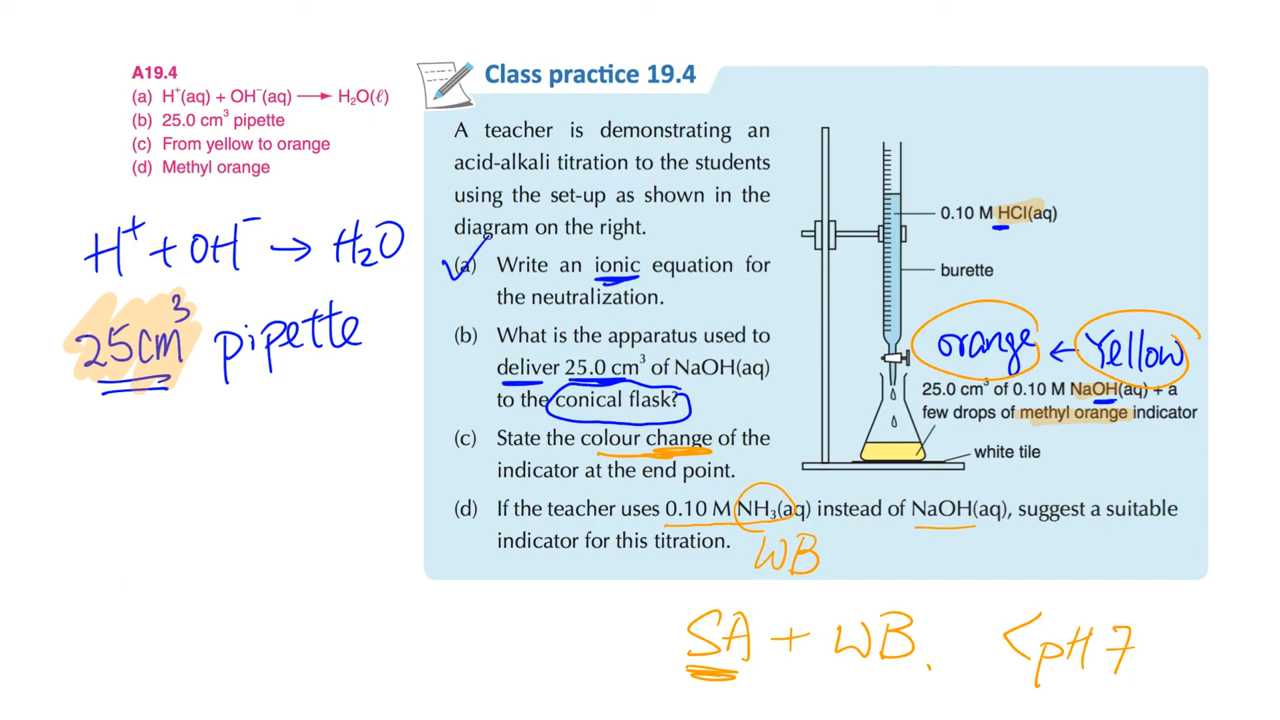 A19.4
(a) H⁺(aq) + OH⁻(aq) ⟶ H₂O(ℓ)
(b) 25.0 cm³ pipette
(c) From yellow to orange
(d) Methyl orange
H⁺ + OH⁻ → H₂O
25cm³ pipette
Class practice 19.4
A teacher is demonstrating an
acid-alkali titration to the students
using the set-up as shown in the
diagram on the right.
(a) Write an ionic equation for
the neutralization.
(b) What is the apparatus used to
deliver 25.0 cm³ of NaOH(aq)
to the conical flask?
(c) State the colour change of the
indicator at the end point.
(d) If the teacher uses 0.10 M NH₃(aq) instead of NaOH(aq), suggest a suitable
indicator for this titration.
0.10 M HCl(aq)
burette
orange ← Yellow
25.0 cm³ of 0.10 M NaOH(aq) + a
few drops of methyl orange indicator
white tile
WB
SA + WB. < pH 7